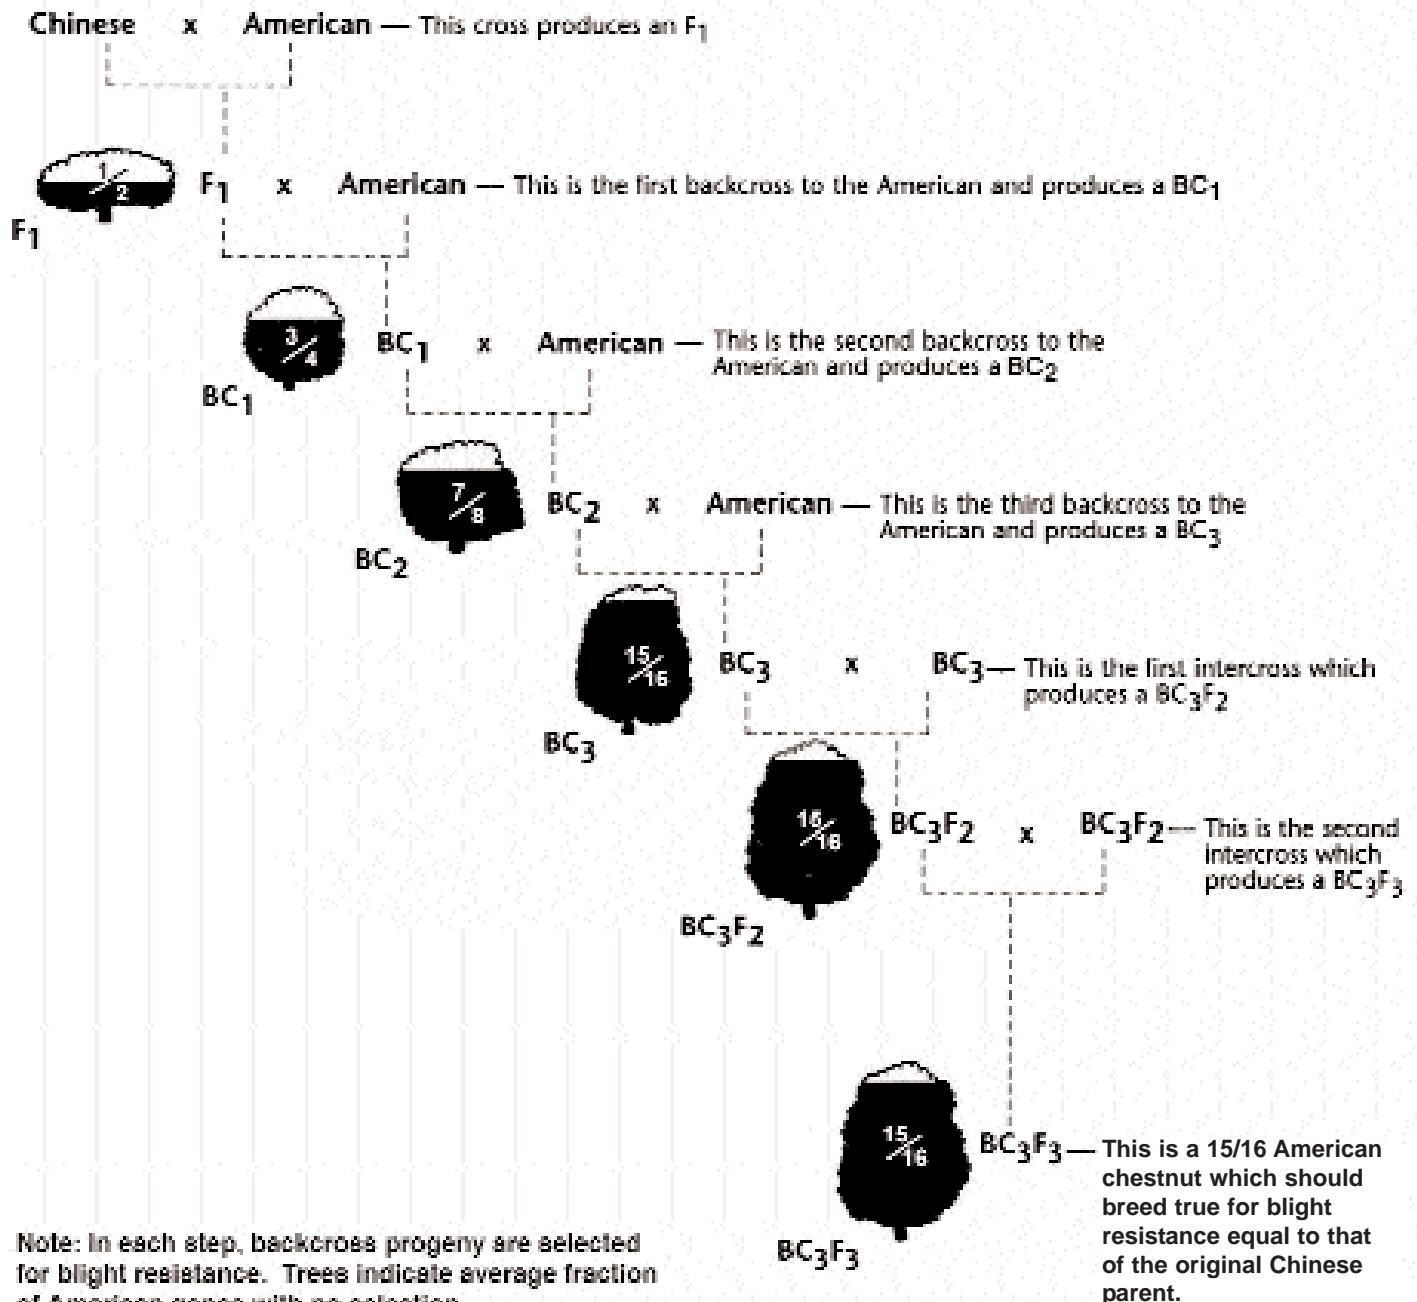 Chinese x American — This cross produces an F1
1/2
F1 x American — This is the first backcross to the American and produces a BC1
F1
3/4
BC1 x American — This is the second backcross to the
American and produces a BC2
BC1
7/8
BC2 x American — This is the third backcross to the
American and produces a BC3
BC2
15/16
BC3 x BC3 — This is the first intercross which
produces a BC3F2
BC3
/16
BC3F2 x BC3F2 — This is the second
intercross which
produces a BC3F3
BC3F2
15/16
BC3F3 — This is a 15/16 American
chestnut which should
breed true for blight
resistance equal to that
of the original Chinese
parent.
BC3F3
Note: In each step, backcross progeny are selected
for blight resistance. Trees indicate average fraction
of American genes with no selection